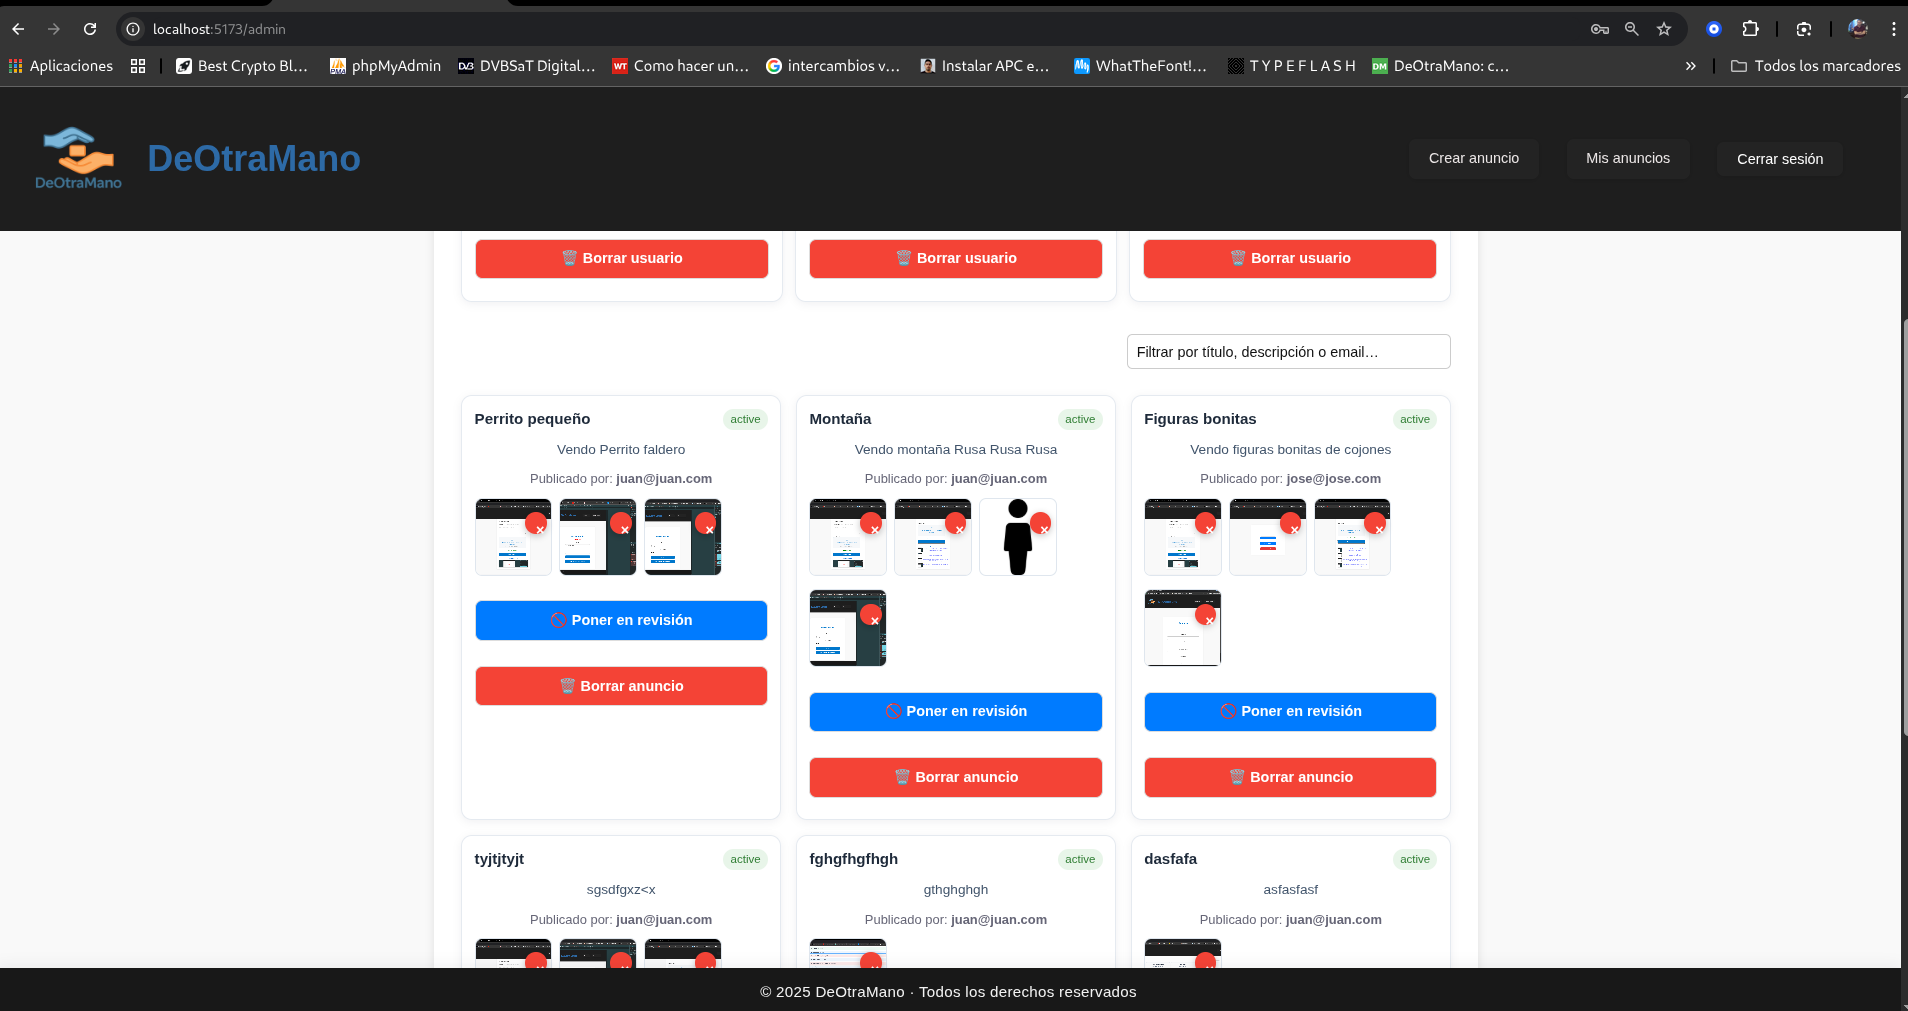 localhost:5173/admin
Aplicaciones
Best Crypto Bl...
phpMyAdmin
DVBSaT Digital...
Como hacer un...
intercambios v...
Instalar APC e...
WhatTheFont!...
T Y P E F L A S H
DeOtraMano: c...
Todos los marcadores
DeOtraMano
DeOtraMano
Crear anuncio
Mis anuncios
Cerrar sesión
Borrar usuario
Borrar usuario
Borrar usuario
Filtrar por título, descripción o email…
Perrito pequeño
active
Vendo Perrito faldero
Publicado por: juan@juan.com
Poner en revisión
Borrar anuncio
Montaña
active
Vendo montaña Rusa Rusa Rusa
Publicado por: juan@juan.com
Poner en revisión
Borrar anuncio
Figuras bonitas
active
Vendo figuras bonitas de cojones
Publicado por: jose@jose.com
Poner en revisión
Borrar anuncio
tyjtjtyjt
active
sgsdfgxz<x
Publicado por: juan@juan.com
fghgfhgfhgh
active
gthghghgh
Publicado por: juan@juan.com
dasfafa
active
asfasfasf
Publicado por: juan@juan.com
© 2025 DeOtraMano · Todos los derechos reservados